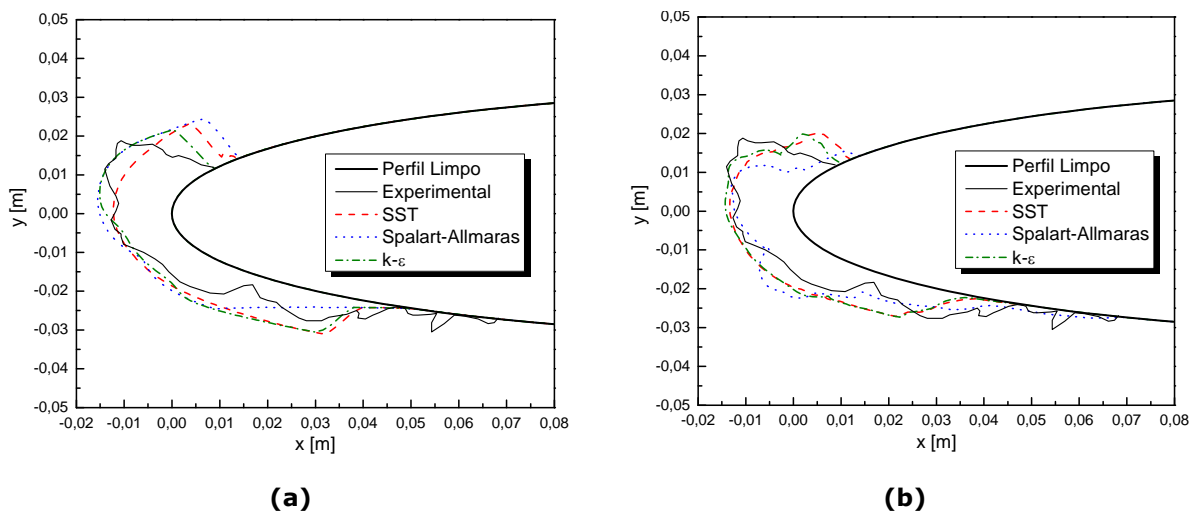 0,05
0,04
0,03
0,02
0,01
0,00
-0,01
-0,02
-0,03
-0,04
-0,05
y [m]
-0,02 -0,01 0,00 0,01 0,02 0,03 0,04 0,05 0,06 0,07 0,08
x [m]
Perfil Limpo
Experimental
SST
Spalart-Allmaras
k-ε
(a)
0,05
0,04
0,03
0,02
0,01
0,00
-0,01
-0,02
-0,03
-0,04
-0,05
y [m]
-0,02 -0,01 0,00 0,01 0,02 0,03 0,04 0,05 0,06 0,07 0,08
x [m]
Perfil Limpo
Experimental
SST
Spalart-Allmaras
k-ε
(b)